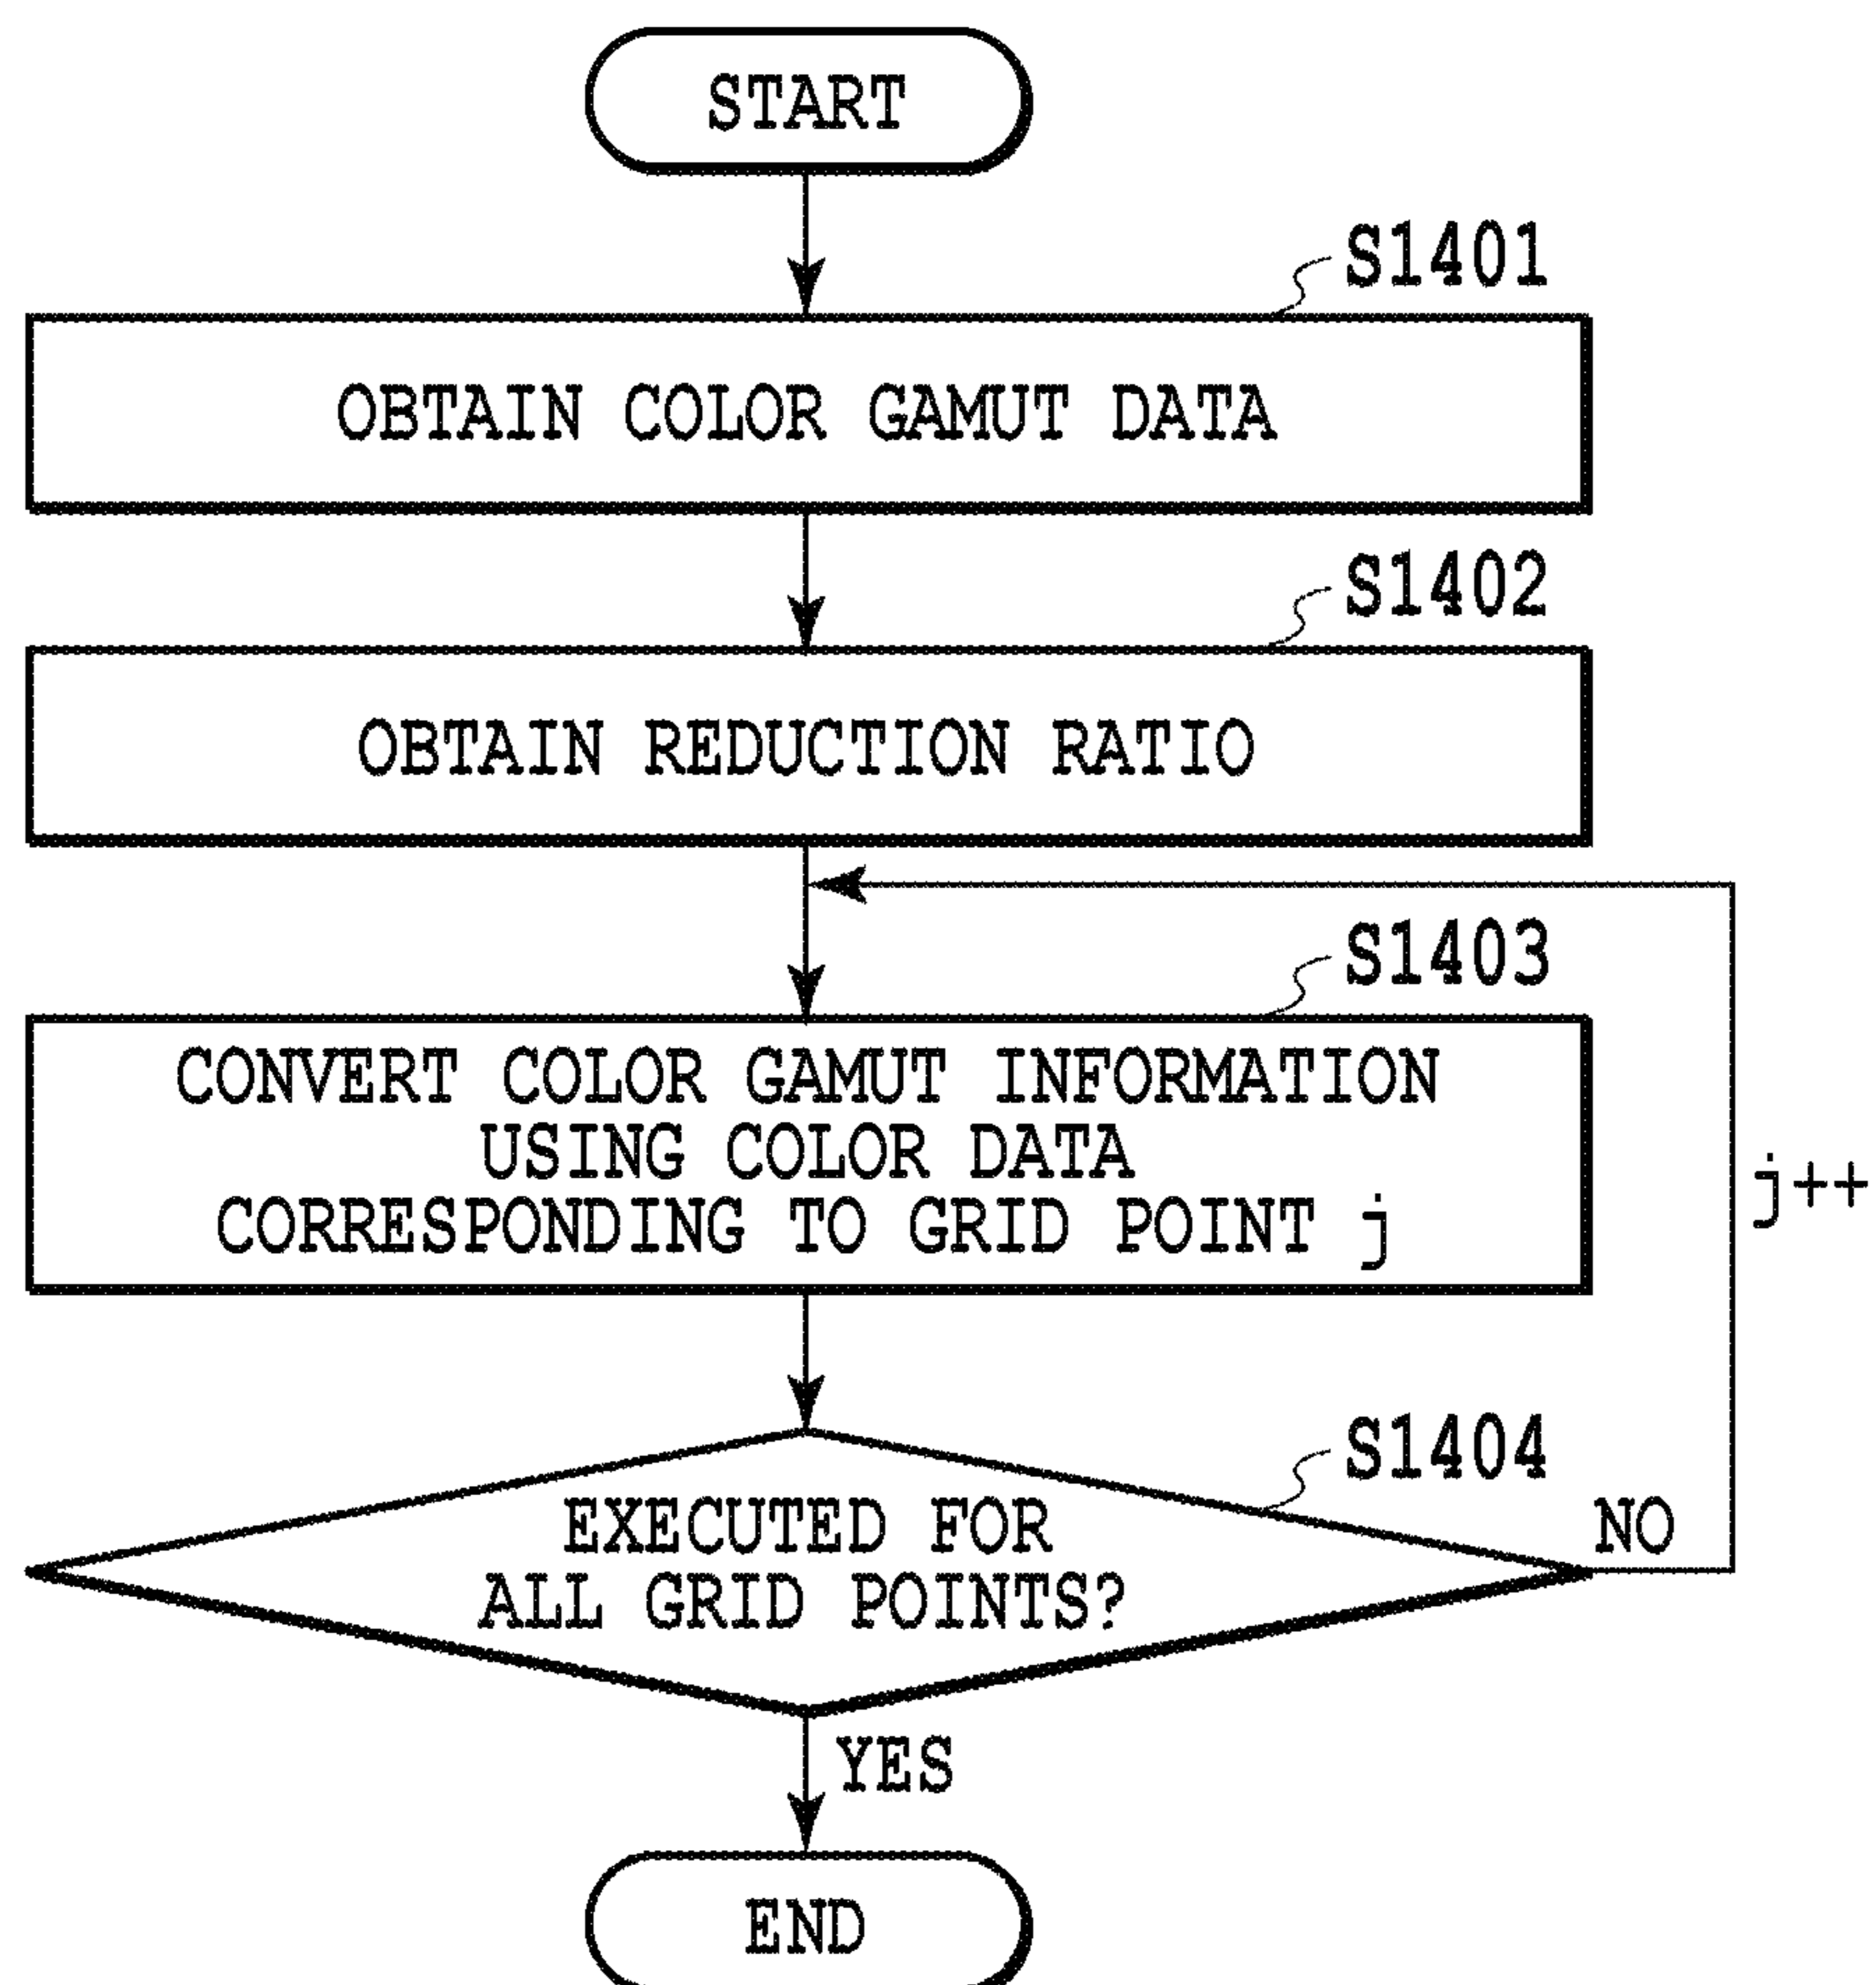 START
S1401
OBTAIN COLOR GAMUT DATA
S1402
OBTAIN REDUCTION RATIO
S1403
CONVERT COLOR GAMUT INFORMATION
USING COLOR DATA
CORRESPONDING TO GRID POINT j
j++
S1404
EXECUTED FOR
ALL GRID POINTS?
NO
YES
END